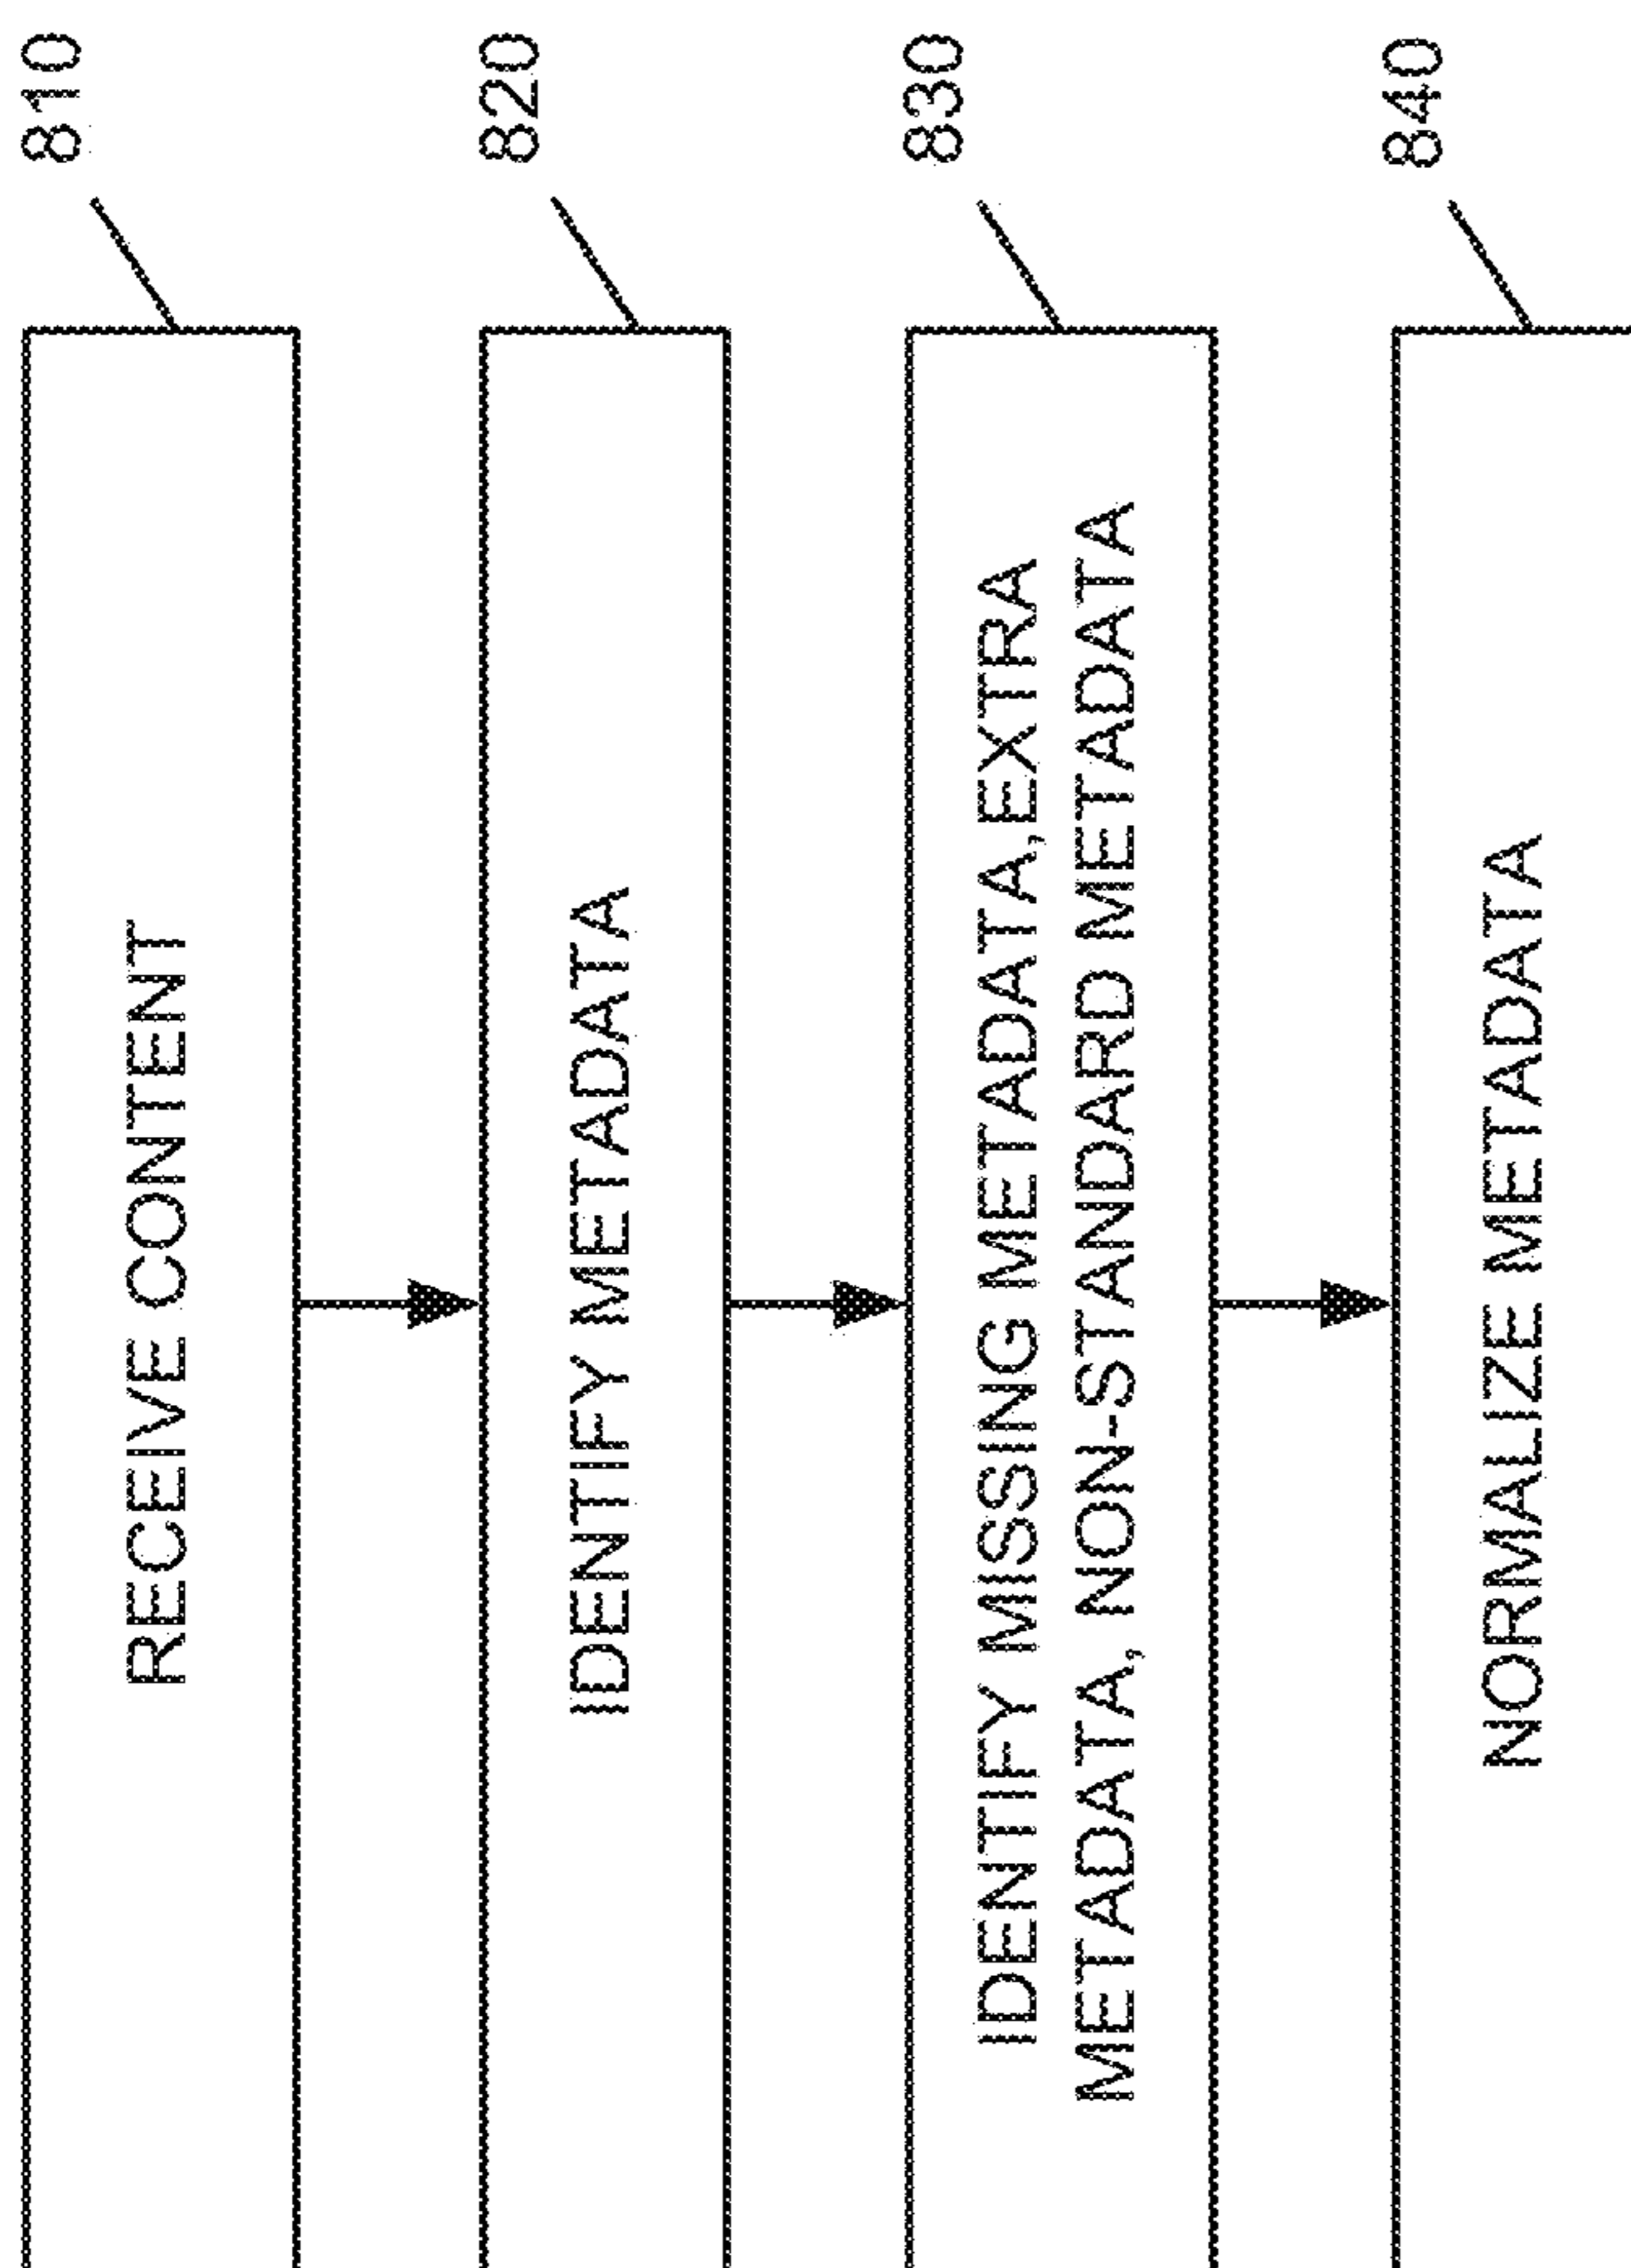 RECEIVE CONTENT
810
IDENTIFY METADATA
820
IDENTIFY MISSING METADATA,EXTRA
METADATA, NON-STANDARD METADATA
830
NORMALIZE METADATA
840